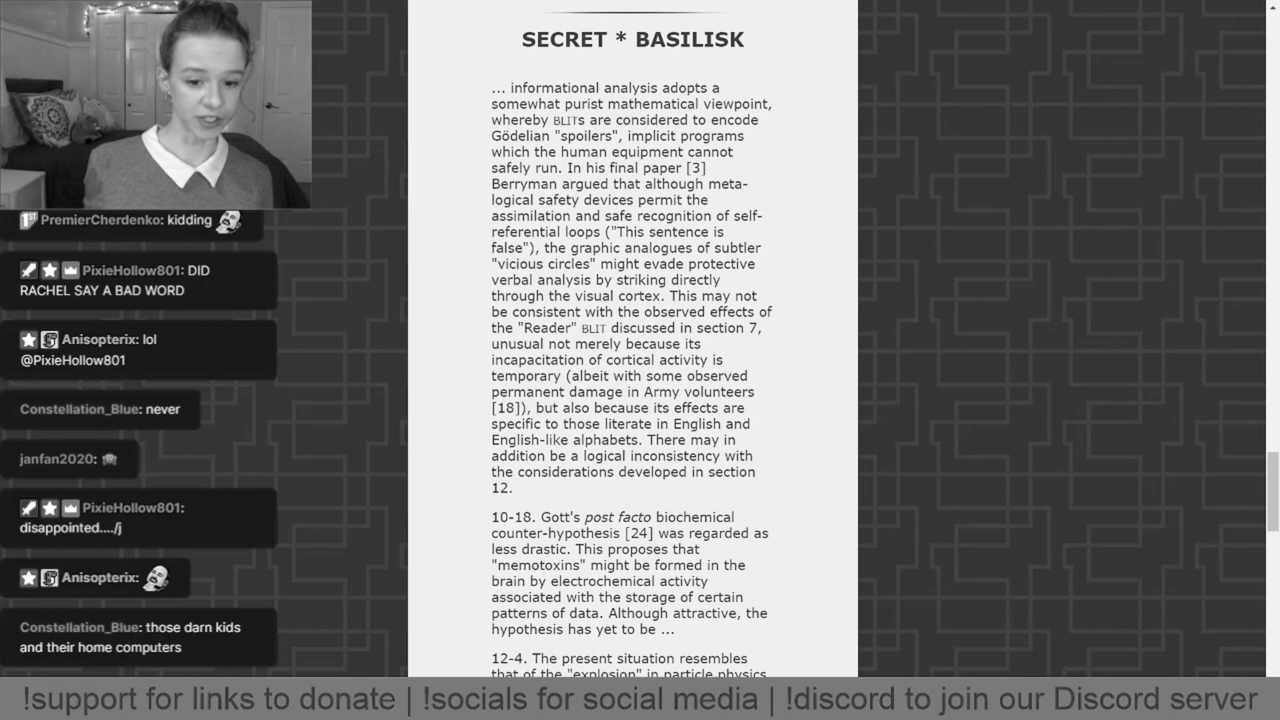 SECRET * BASILISK
... informational analysis adopts a
somewhat purist mathematical viewpoint,
whereby BLITs are considered to encode
Gödelian "spoilers", implicit programs
which the human equipment cannot
safely run. In his final paper [3]
Berryman argued that although meta-
logical safety devices permit the
assimilation and safe recognition of self-
referential loops ("This sentence is
false"), the graphic analogues of subtler
"vicious circles" might evade protective
verbal analysis by striking directly
through the visual cortex. This may not
be consistent with the observed effects of
the "Reader" BLIT discussed in section 7,
unusual not merely because its
incapacitation of cortical activity is
temporary (albeit with some observed
permanent damage in Army volunteers
[18]), but also because its effects are
specific to those literate in English and
English-like alphabets. There may in
addition be a logical inconsistency with
the considerations developed in section
12.
10-18. Gott's post facto biochemical
counter-hypothesis [24] was regarded as
less drastic. This proposes that
"memotoxins" might be formed in the
brain by electrochemical activity
associated with the storage of certain
patterns of data. Although attractive, the
hypothesis has yet to be ...
12-4. The present situation resembles
that of the "explosion" in particle physics
1st PremierCherdenko: kidding
PixieHollow801: DID
RACHEL SAY A BAD WORD
Anisopterix: lol
@PixieHollow801
Constellation_Blue: never
janfan2020:
PixieHollow801:
disappointed..../j
Anisopterix:
Constellation_Blue: those darn kids
and their home computers
!support for links to donate | !socials for social media | !discord to join our Discord server